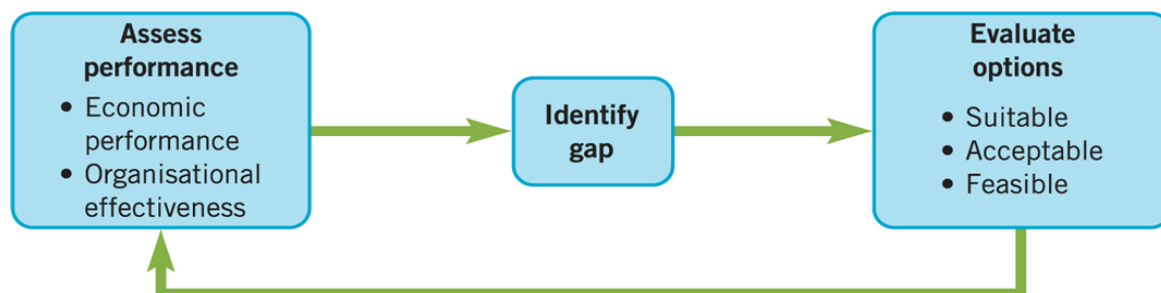 Assess
performance
• Economic
performance
• Organisational
effectiveness
Identify
gap
Evaluate
options
• Suitable
• Acceptable
• Feasible